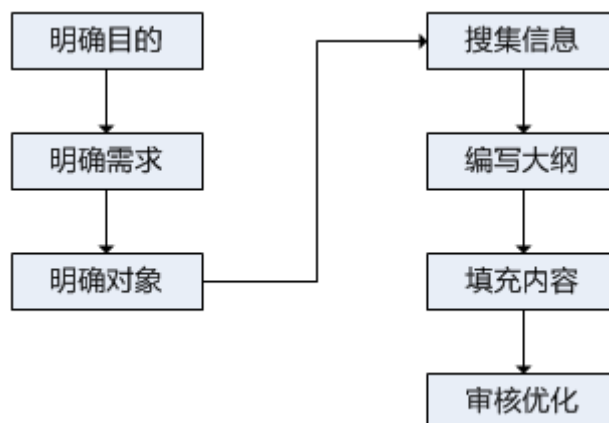 明确目的
明确需求
明确对象
搜集信息
编写大纲
填充内容
审核优化